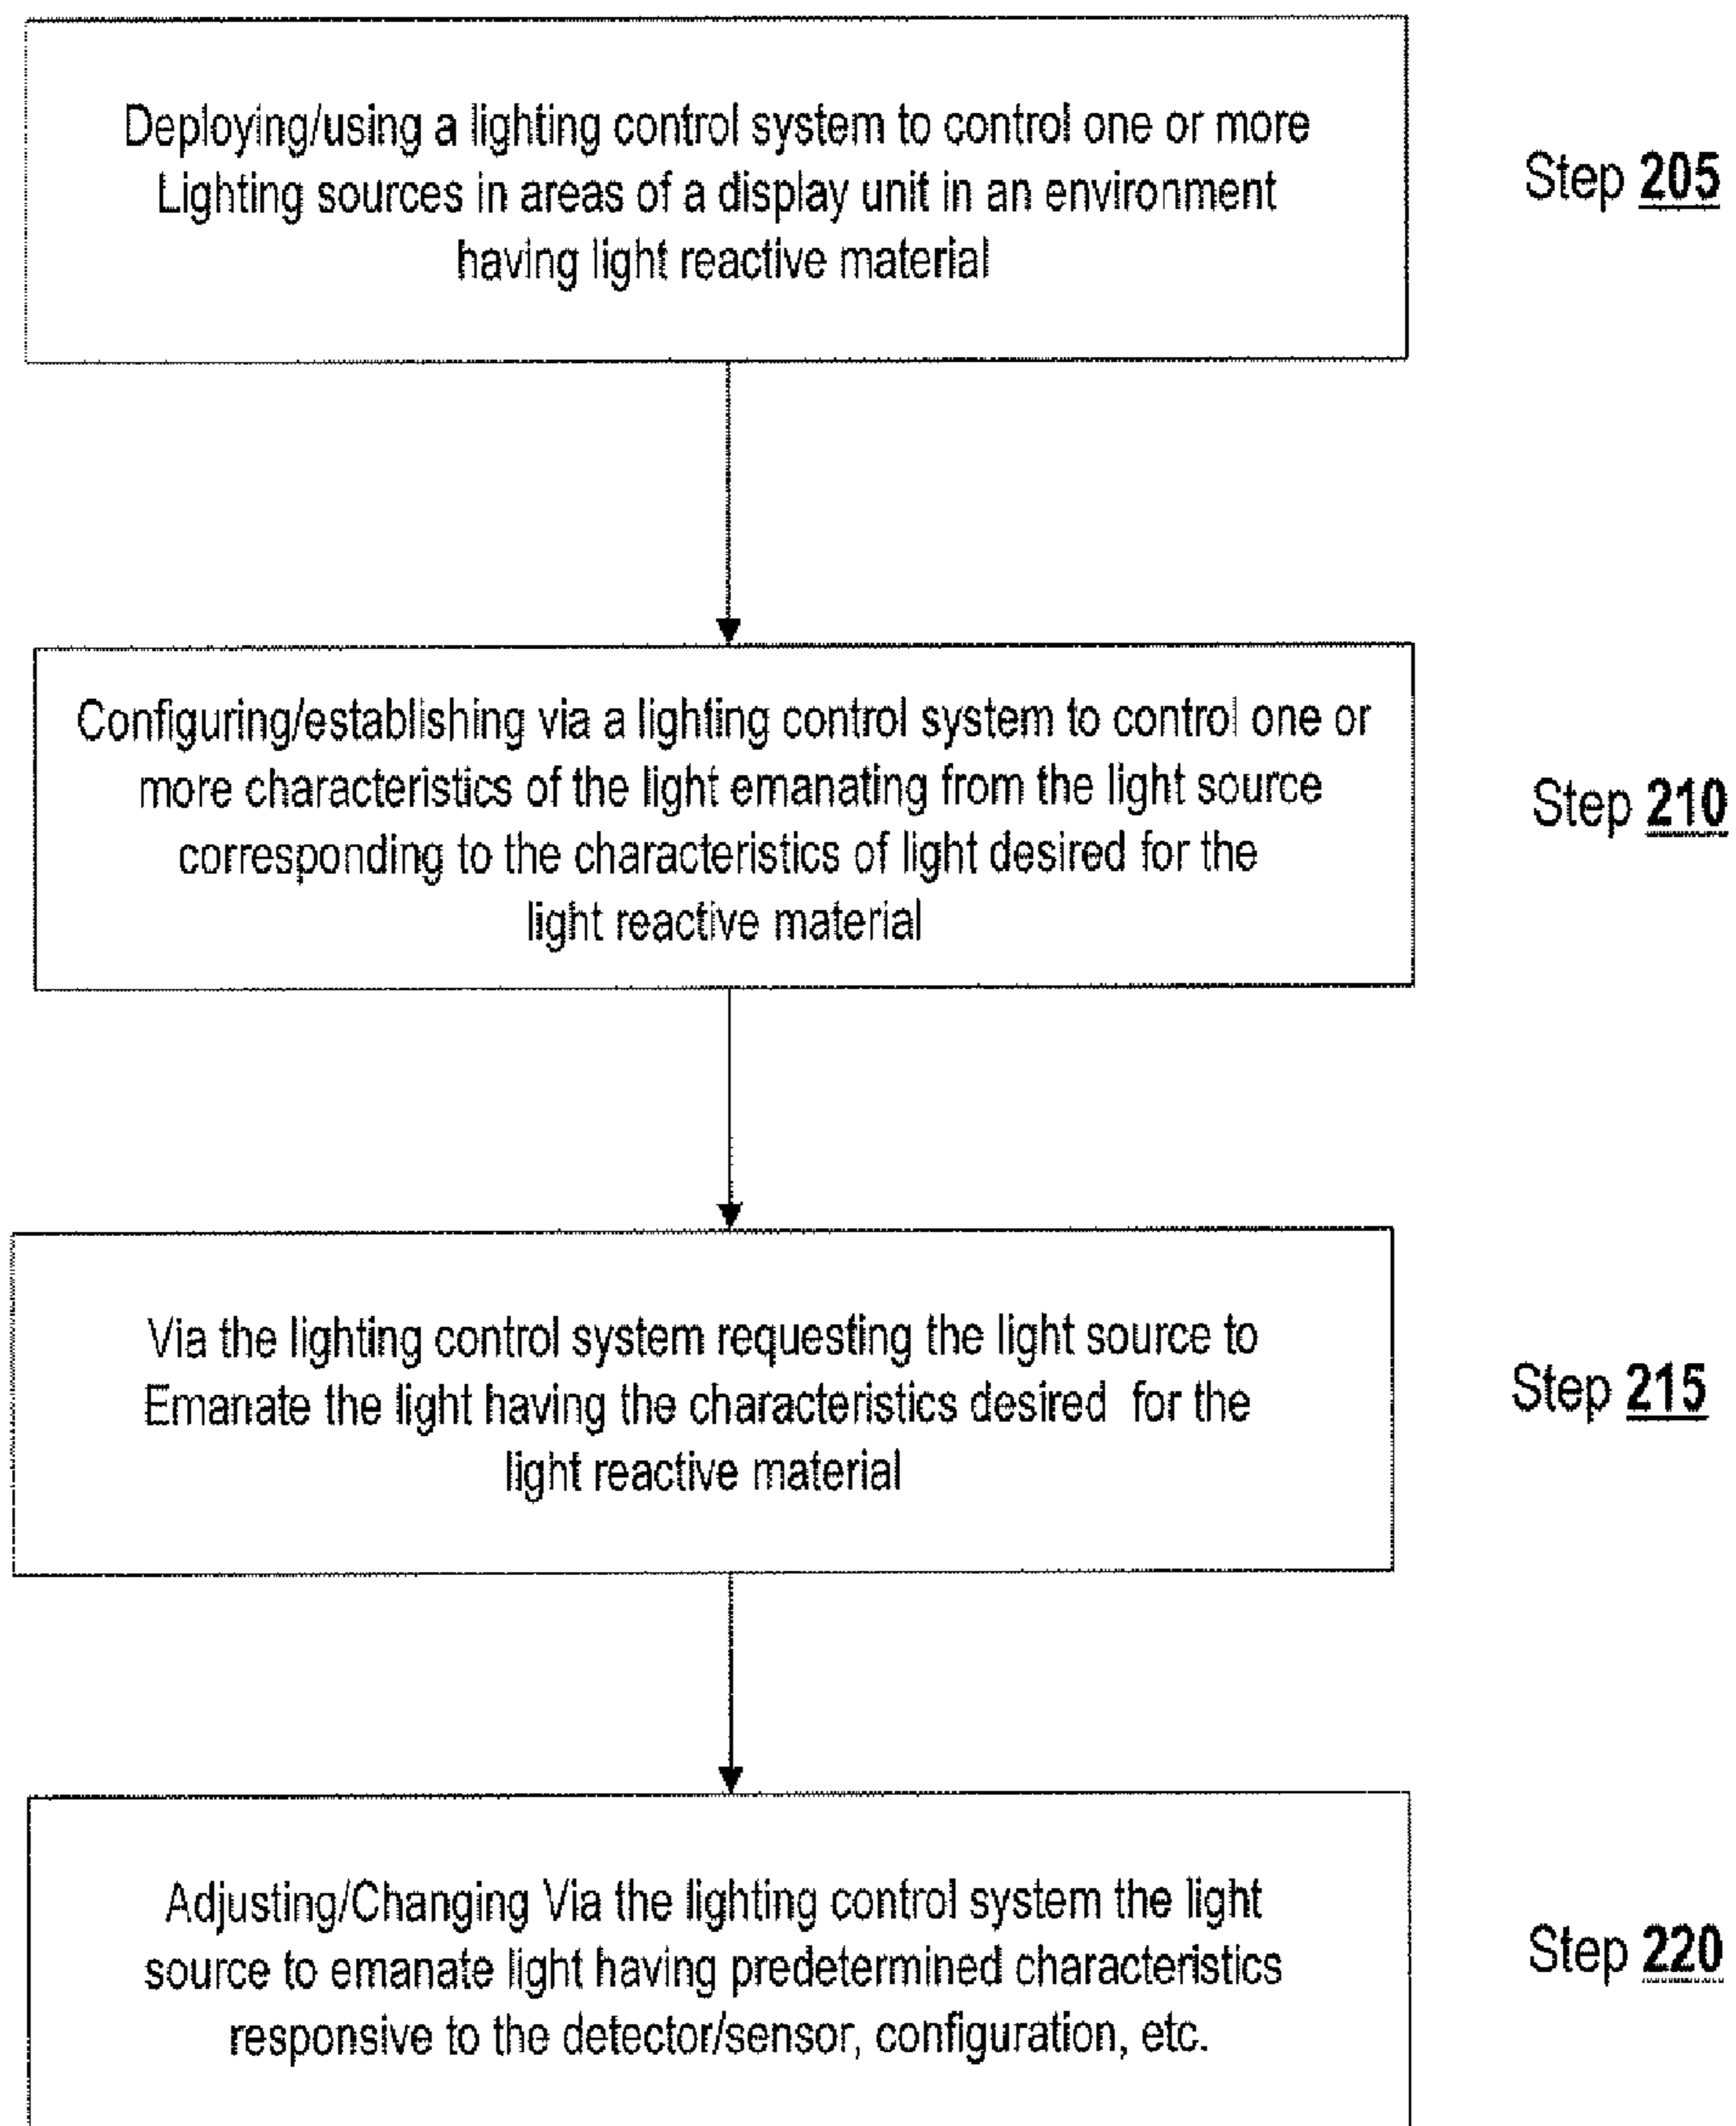 Deploying/using a lighting control system to control one or more
Lighting sources in areas of a display unit in an environment
having light reactive material
Step 205
Configuring/establishing via a lighting control system to control one or
more characteristics of the light emanating from the light source
corresponding to the characteristics of light desired for the
light reactive material
Step 210
Via the lighting control system requesting the light source to
Emanate the light having the characteristics desired for the
light reactive material
Step 215
Adjusting/Changing Via the lighting control system the light
source to emanate light having predetermined characteristics
responsive to the detector/sensor, configuration, etc.
Step 220